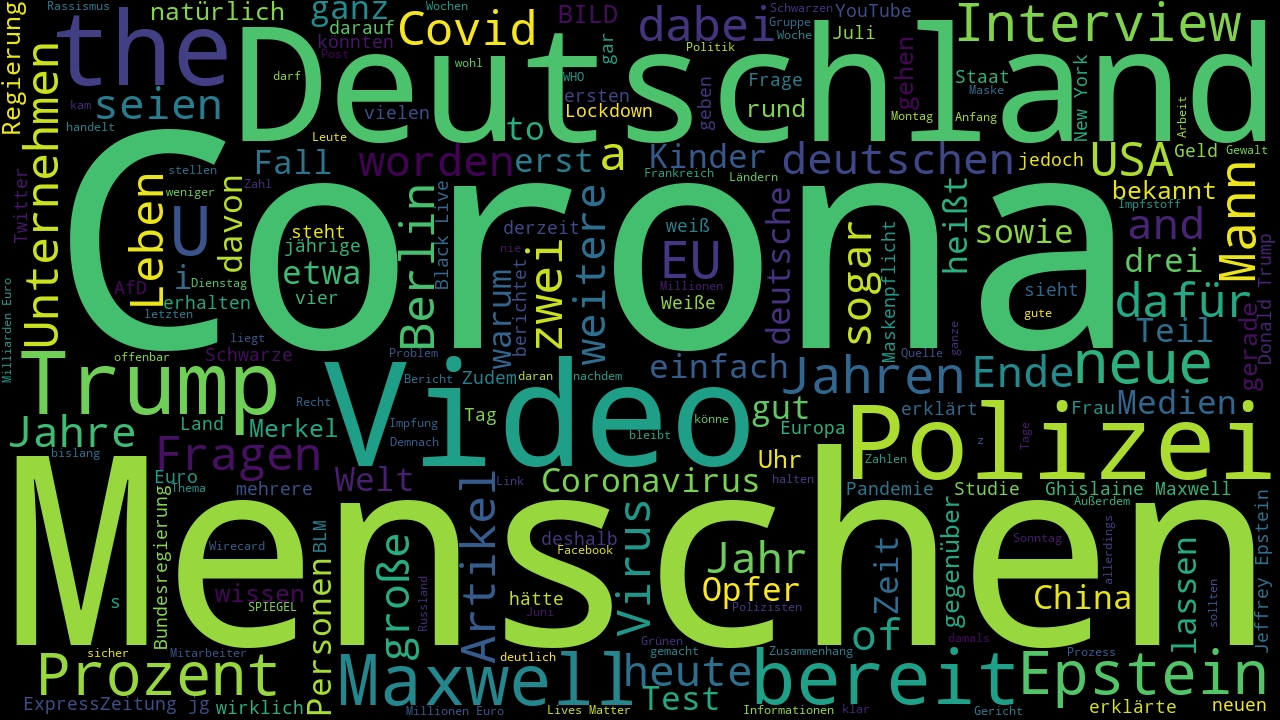 Rassismus
Wochen
natürlich
ganz
darauf
könnten
Post
Covid
BILD
dabei
Schwarzen
Gruppe
Woche
YouTube
Juli
Interview
Regierung
the
Deutschland
gar
Politik
gehen
Unternehmen
kam
handelt
seien
darf
vielen
wohl
WHO
ersten
Lockdown
geben
Frage
rund
Staat
Maske
Anfang
Montag
New York
Arbeit
Leute
to
Fall
worden
erst
a
Kinder
deutschen
jedoch
USA
Geld
Gewalt
Frankreich
Ländern
stellen
weniger
Zahl
Twitter
Leben
U
davon
Corona
Berlin
Black Live
weitere
derzeit
nie
weiß
EU
Millionen
Weiße
deutsche
sogar
Maskenpflicht
heißt
sowie
bekannt
Impfstoff
and
Mann
drei
steht
jährige
etwa
vier
AfD
i
Dienstag
erhalten
letzten
warum
berichtet
zwei
sieht
gute
dafür
Teil
Donald Trump
gerade
Milliarden Euro
liegt
offenbar
Schwarze
Problem
Quelle
ganze
Trump
Video
Bericht
Zudem
daran
nachdem
einfach
Jahren
Ende
neue
Recht
Impfung
Tag
könne
gut
Europa
erklärt
Frau
Medien
Jahre
Land
Merkel
Demnach
bleibt
Polizei
z
Tage
bislang
Fragen
Welt
Link
Uhr
Zahlen
halten
Euro
Thema
mehrere
Coronavirus
Pandemie
Studie
Ghislaine Maxwell
Außerdem
Menschen
Bundesregierung
Wirecard
BLM
Personen
große
Artikel
deshalb
Facebook
Virus
Jahr
Opfer
Polizisten
Zeit
gegenüber
Sonntag
China
allerdings
lassen
sollten
Jeffrey Epstein
s
wissen
SPIEGEL
Russland
hätte
Juni
Grünen
gemacht
Zusammenhang
of
damals
Prozess
sicher
Mitarbeiter
Prozent
Maxwell
deutlich
heute
bereit
Epstein
ExpressZeitung jg
wirklich
Millionen Euro
Lives Matter
Test
Informationen
klar
Gericht
erklärte
neuen